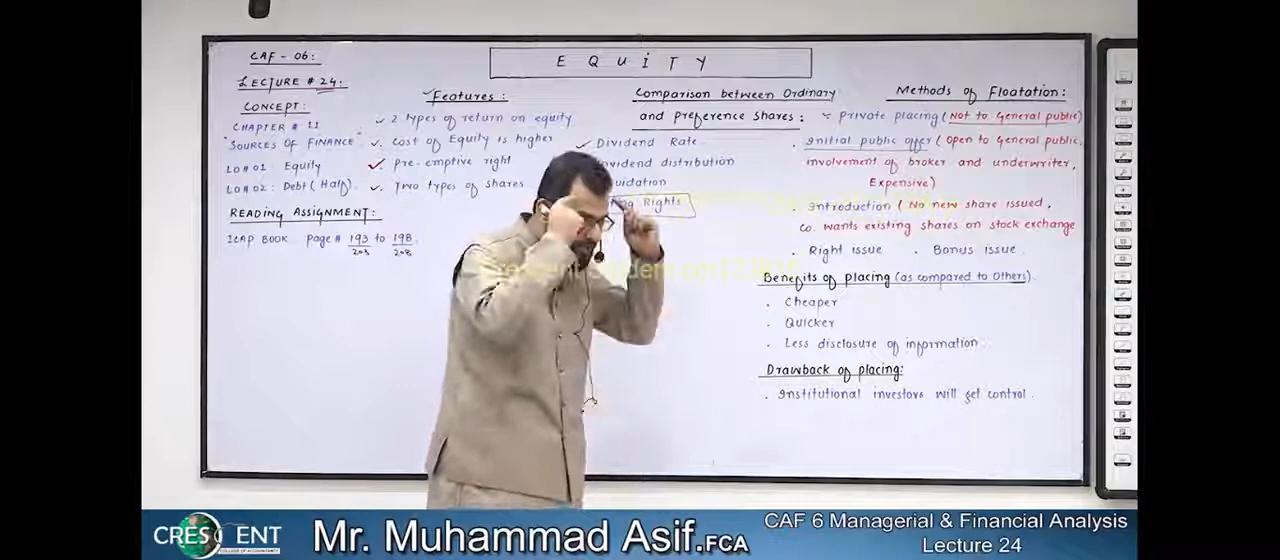 CAF - 06:
LECTURE # 24:
CONCEPT:
CHAPTER # 11
"SOURCES OF FINANCE"
LO# 01: Equity
LO# 02: Debt (Half)
READING ASSIGNMENT:
ICAP BOOK Page # 193 to 198
203 208
EQUITY
Features:
2 types of return on equity
Cost of Equity is higher
Pre-emptive right
Two types of shares
Comparison between Ordinary
and Preference Shares:
Dividend Rate
Dividend distribution
Rights
Methods of Floatation:
Private placing (Not to General public)
Initial public offer (Open to General public,
involvement of broker and underwriter,
Expensive)
Introduction (No new share issued,
co. wants existing shares on stock exchange
Right issue . Bonus issue.
Benefits of placing (as compared to Others).
. Cheaper
. Quicker
. Less disclosure of information
Drawback of placing:
. Institutional investors will get control.
CRESCENT
COLLEGE OF ACCOUNTANCY
Mr. Muhammad Asif.FCA
CAF 6 Managerial & Financial Analysis
Lecture 24